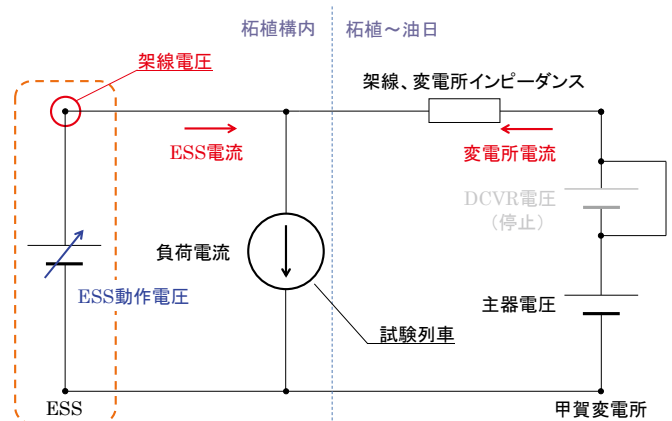 柘植構内
柘植～油日
架線電圧
架線、変電所インピーダンス
ESS電流
変電所電流
DCVR電圧
（停止）
負荷電流
ESS動作電圧
主器電圧
試験列車
ESS
甲賀変電所